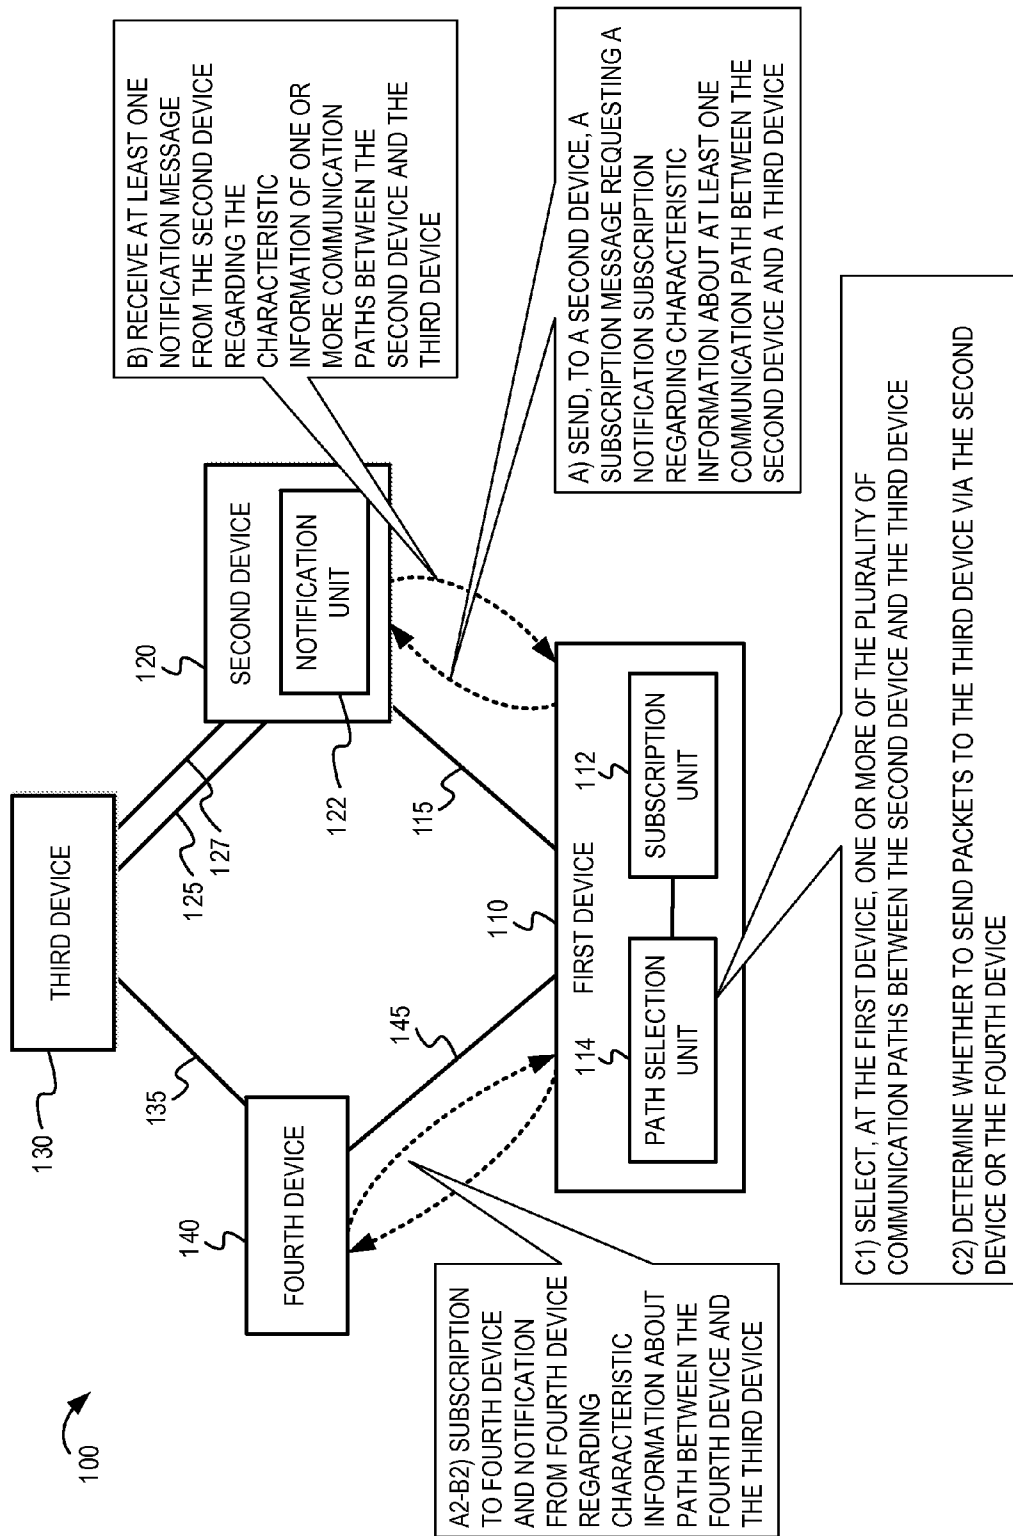 100
A2-B2) SUBSCRIPTION
TO FOURTH DEVICE
AND NOTIFICATION
FROM FOURTH DEVICE
REGARDING
CHARACTERISTIC
INFORMATION ABOUT
PATH BETWEEN THE
FOURTH DEVICE AND
THE THIRD DEVICE
130
THIRD DEVICE
140
FOURTH DEVICE
135
145
125
127
120
SECOND DEVICE
NOTIFICATION
UNIT
122
115
110
FIRST DEVICE
114
PATH SELECTION
UNIT
112
SUBSCRIPTION
UNIT
B) RECEIVE AT LEAST ONE
NOTIFICATION MESSAGE
FROM THE SECOND DEVICE
REGARDING THE
CHARACTERISTIC
INFORMATION OF ONE OR
MORE COMMUNICATION
PATHS BETWEEN THE
SECOND DEVICE AND THE
THIRD DEVICE
A) SEND, TO A SECOND DEVICE, A
SUBSCRIPTION MESSAGE REQUESTING A
NOTIFICATION SUBSCRIPTION
REGARDING CHARACTERISTIC
INFORMATION ABOUT AT LEAST ONE
COMMUNICATION PATH BETWEEN THE
SECOND DEVICE AND A THIRD DEVICE
C1) SELECT, AT THE FIRST DEVICE, ONE OR MORE OF THE PLURALITY OF
COMMUNICATION PATHS BETWEEN THE SECOND DEVICE AND THE THIRD DEVICE
C2) DETERMINE WHETHER TO SEND PACKETS TO THE THIRD DEVICE VIA THE SECOND
DEVICE OR THE FOURTH DEVICE